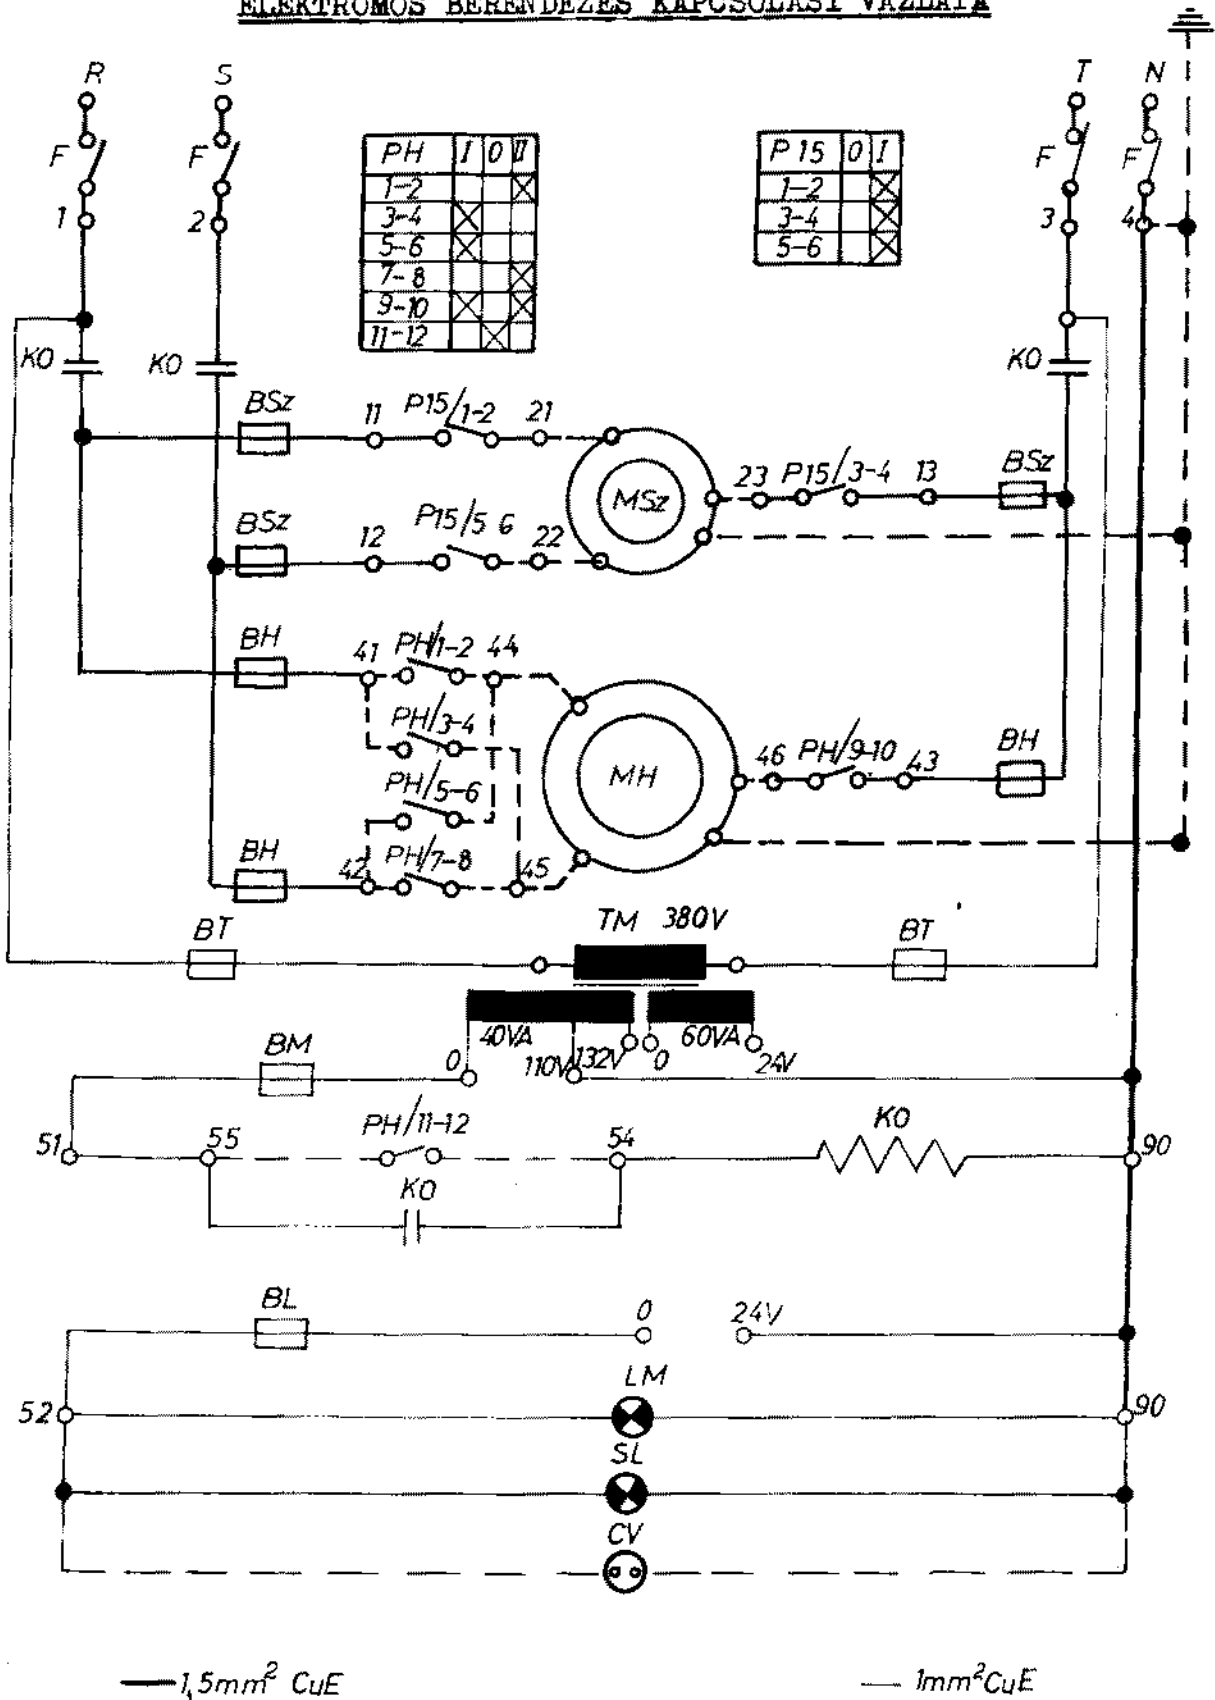 ELEKTROMOS BERENDEZÉS KAPCSOLÁSI VÁZLATA
R S T N
F F F F
1 2 3 4
PH I 0 II
1-2
3-4
5-6
7-8
9-10
11-12
P 15 0 I
1-2
3-4
5-6
KO KO KO
BSz 11 P15/1-2 21
MSz 23 P15/3-4 13 BSz
BSz 12 P15/5 6 22
BH 41 PH/1-2 44
PH/3-4
MH 46 PH/9-10 43 BH
PH/5-6
BH 42 PH/7-8 45
BT TM 380V BT
40VA 60VA
BM 0 110V 132V 0 24V
51 55 PH/11-12 54 KO 90
KO
BL 0 24V
LM
52 90
SL
CV
1,5mm² CuE 1mm² CuE